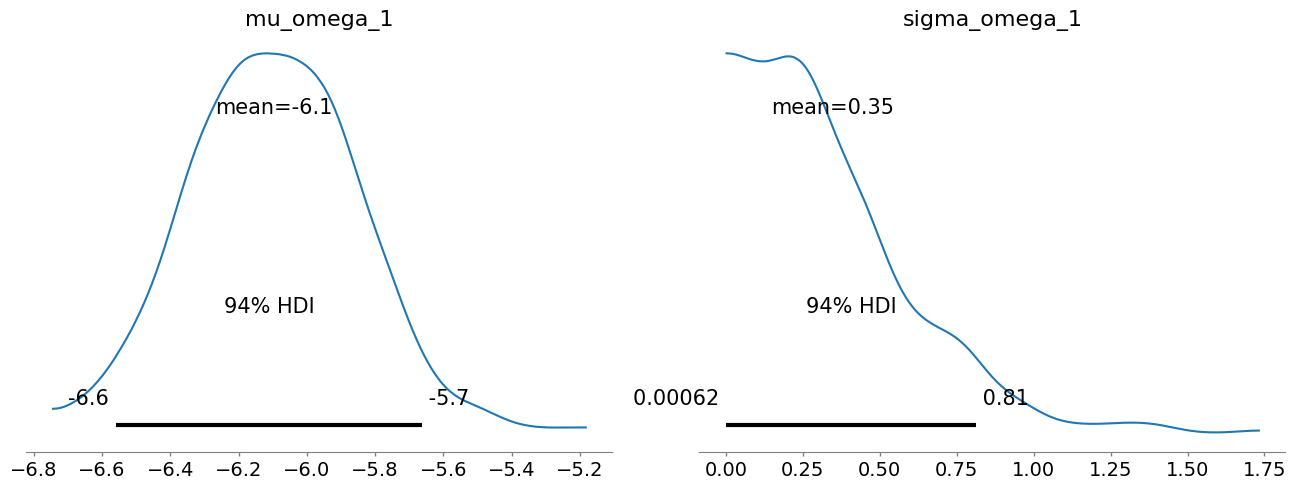 mu_omega_1
mean=-6.1
94% HDI
-6.6
-5.7
−6.8 −6.6 −6.4 −6.2 −6.0 −5.8 −5.6 −5.4 −5.2
sigma_omega_1
mean=0.35
94% HDI
0.00062
0.81
0.00 0.25 0.50 0.75 1.00 1.25 1.50 1.75